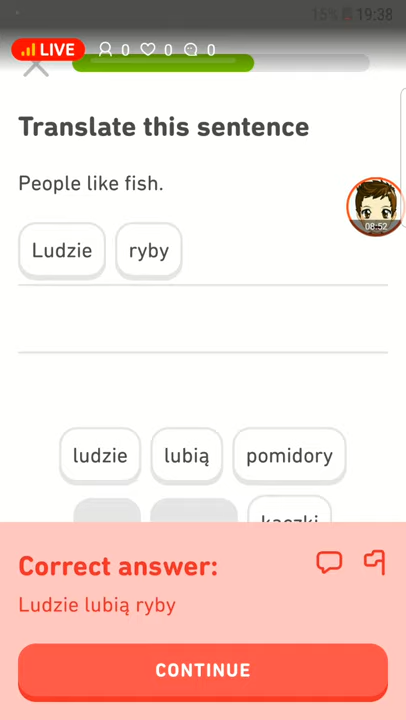 15% 19:38
LIVE 0 0 0
Translate this sentence
People like fish.
08:52
Ludzie ryby
ludzie lubią pomidory
kaczki
Correct answer:
Ludzie lubią ryby
CONTINUE